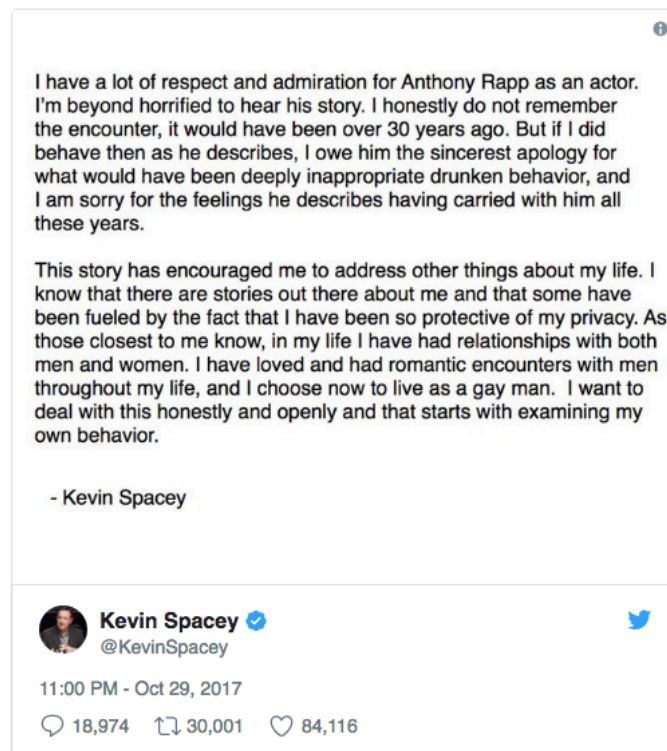 I have a lot of respect and admiration for Anthony Rapp as an actor.
I'm beyond horrified to hear his story. I honestly do not remember
the encounter, it would have been over 30 years ago. But if I did
behave then as he describes, I owe him the sincerest apology for
what would have been deeply inappropriate drunken behavior, and
I am sorry for the feelings he describes having carried with him all
these years.
This story has encouraged me to address other things about my life. I
know that there are stories out there about me and that some have
been fueled by the fact that I have been so protective of my privacy. As
those closest to me know, in my life I have had relationships with both
men and women. I have loved and had romantic encounters with men
throughout my life, and I choose now to live as a gay man.  I want to
deal with this honestly and openly and that starts with examining my
own behavior.
- Kevin Spacey
Kevin Spacey
@KevinSpacey
11:00 PM - Oct 29, 2017
18,974 30,001 84,116